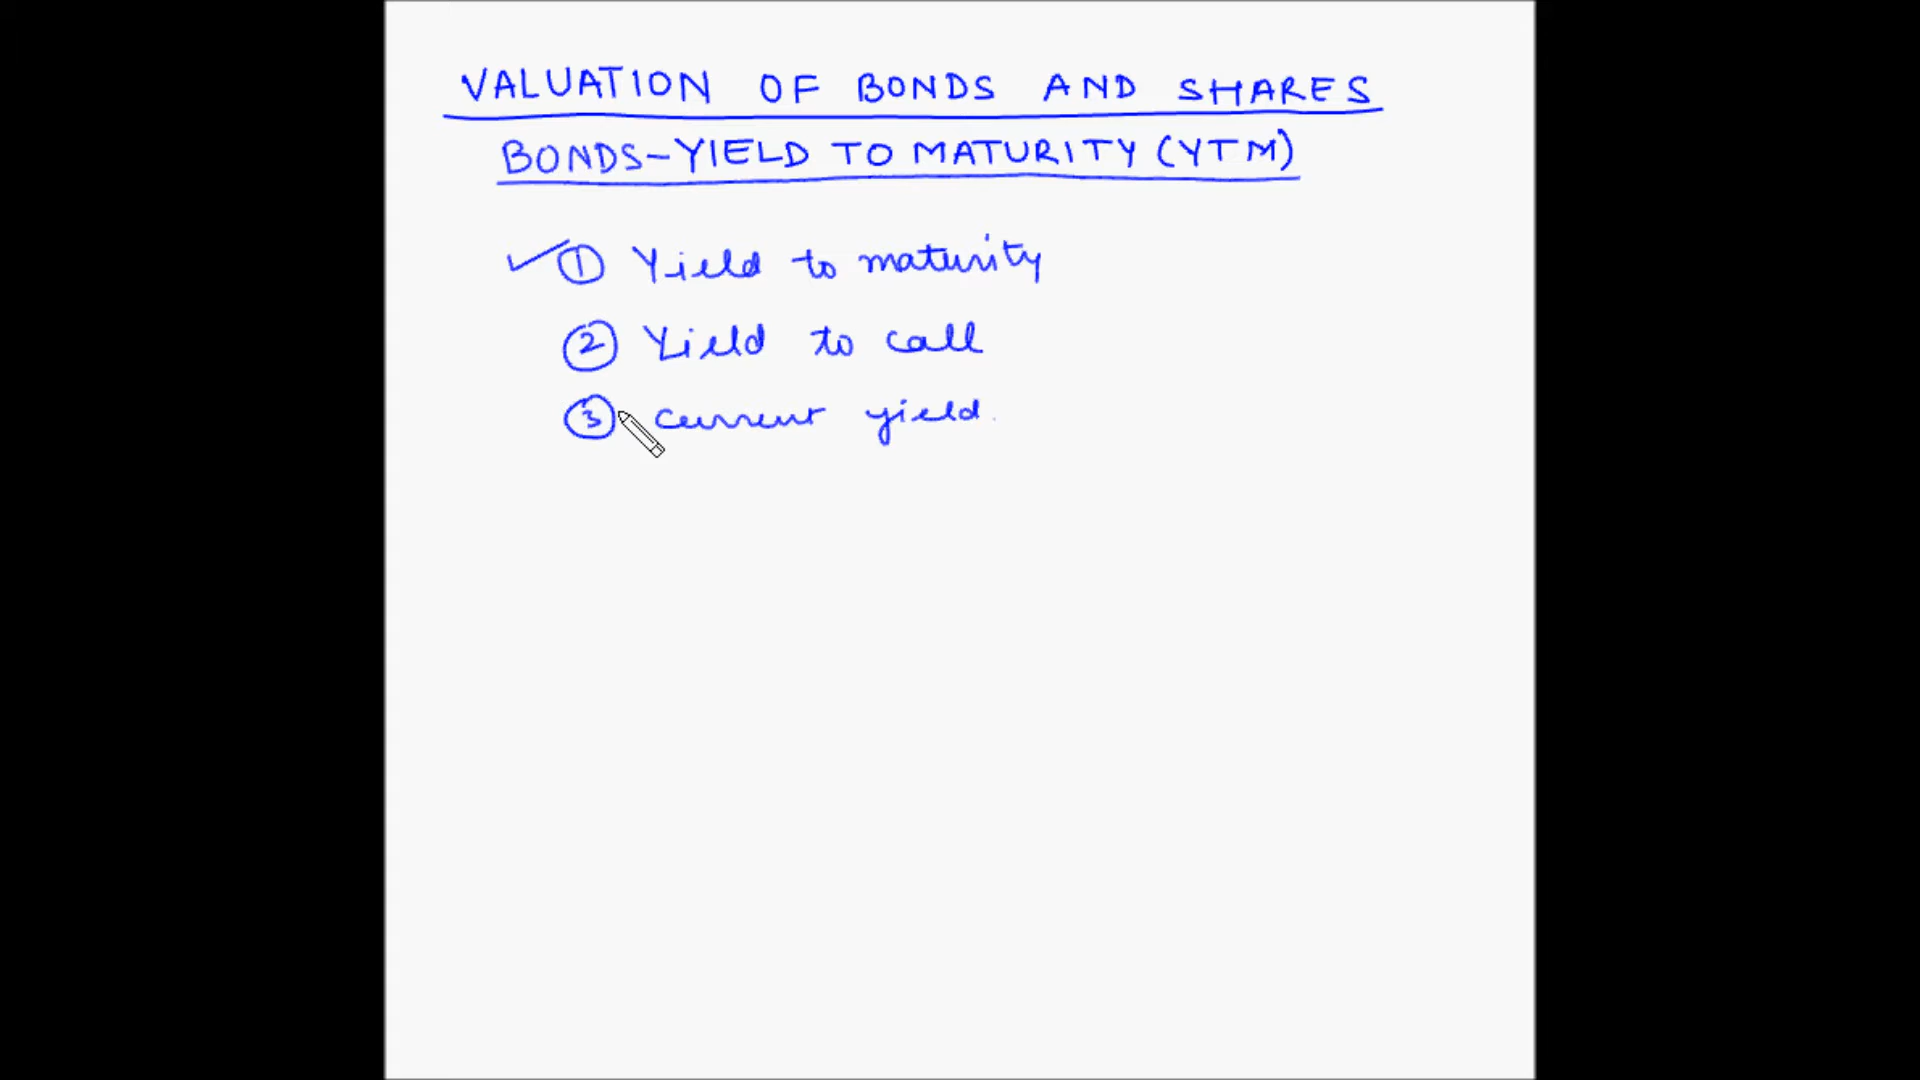 VALUATION OF BONDS AND SHARES
BONDS-YIELD TO MATURITY (YTM)
✓ ① Yield to maturity
② Yield to call
③ Current yield.